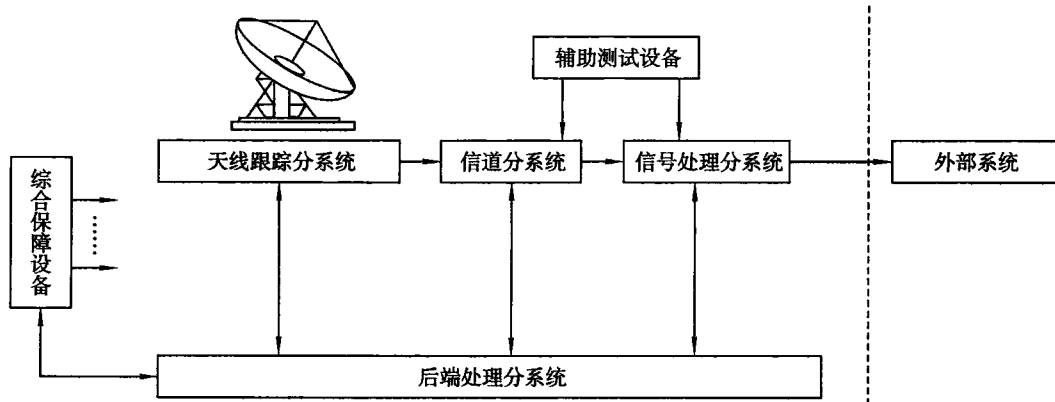 辅助测试设备
天线跟踪分系统
信道分系统
信号处理分系统
外部系统
综合保障设备
后端处理分系统